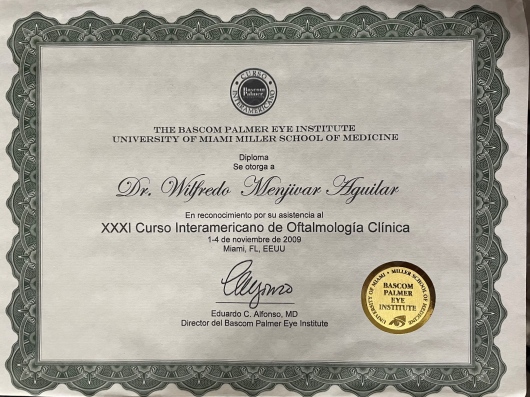 CURSO
Bascom
Palmer
INTERAMERICANO
THE BASCOM PALMER EYE INSTITUTE
UNIVERSITY OF MIAMI MILLER SCHOOL OF MEDICINE
Diploma
Se otorga a
Dr. Wilfredo Menjivar Aguilar
En reconocimiento por su asistencia al
XXXI Curso Interamericano de Oftalmología Clínica
1-4 de noviembre de 2009
Miami, FL, EEUU
Eduardo C. Alfonso, MD
Director del Bascom Palmer Eye Institute
UNIVERSITY OF MIAMI • MILLER SCHOOL OF MEDICINE
BASCOM
PALMER
EYE
INSTITUTE